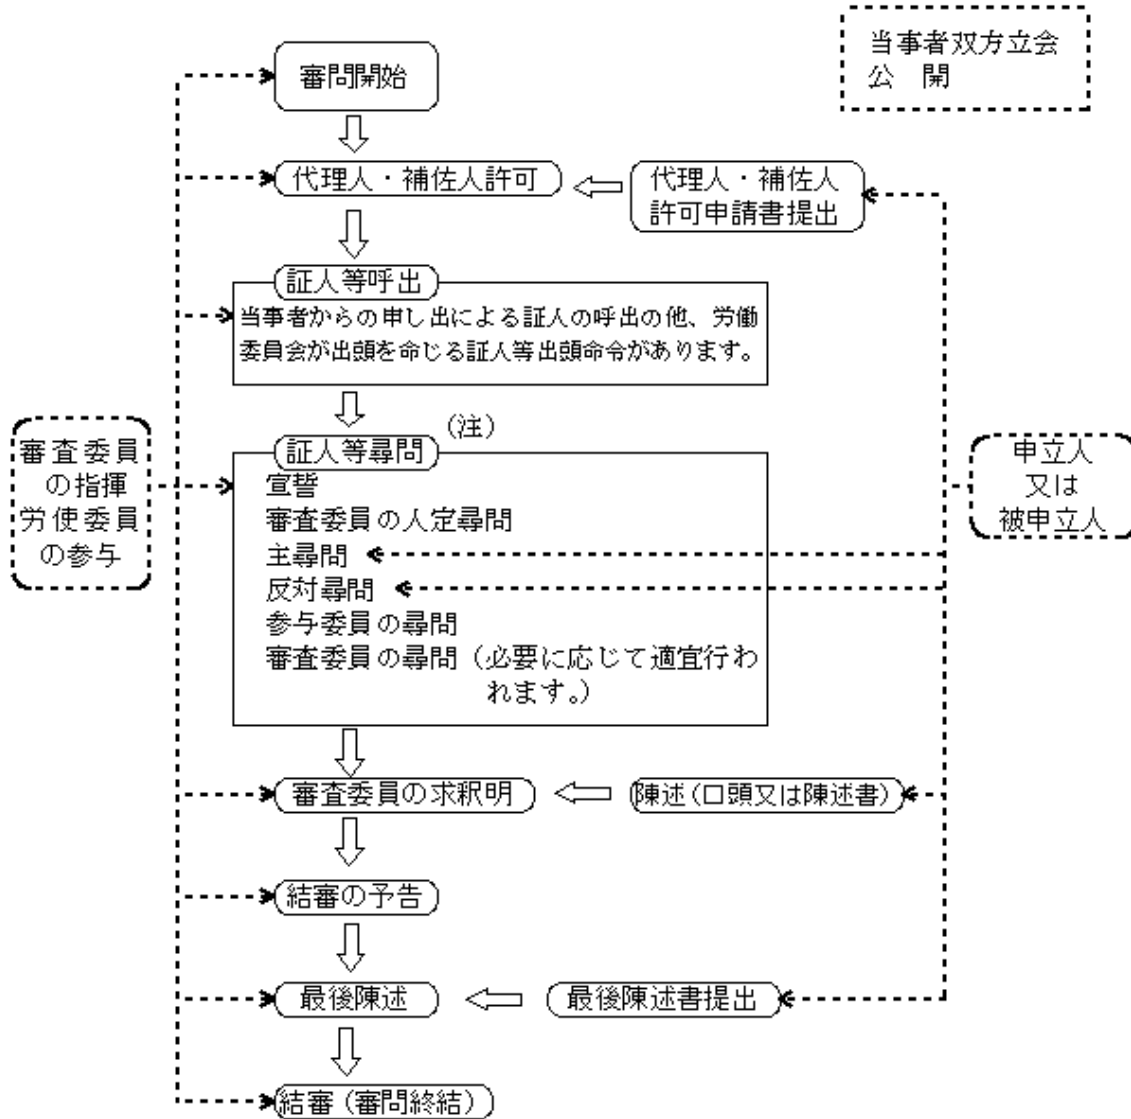 当事者双方立会
公　開
審問開始
代理人・補佐人許可
代理人・補佐人
許可申請書提出
証人等呼出
当事者からの申し出による証人の呼出の他、労働
委員会が出頭を命じる証人等出頭命令があります。
(注)
証人等尋問
宣誓
審査委員の人定尋問
主尋問
反対尋問
参与委員の尋問
審査委員の尋問（必要に応じて適宜行わ
れます。）
審査委員
の指揮
労使委員
の参与
申立人
又は
被申立人
審査委員の求釈明
陳述（口頭又は陳述書）
結審の予告
最後陳述
最後陳述書提出
結審（審問終結）